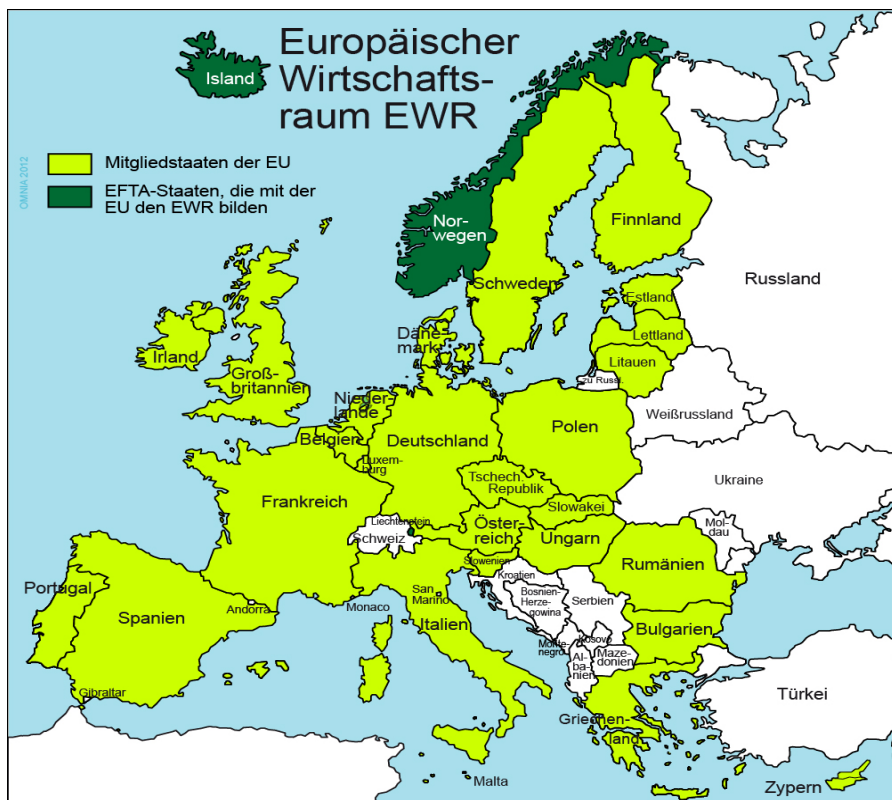 Europäischer
Wirtschafts-
raum EWR
Island
Mitgliedstaaten der EU
EFTA-Staaten, die mit der
EU den EWR bilden
OMNIA 2012
Nor-
wegen
Finnland
Schweden
Russland
Estland
Lettland
Litauen
zu Russl.
Däne-
mark
Irland
Groß-
britannien
Nieger-
lande
Belgien
Luxem-
burg
Deutschland
Polen
Weißrussland
Ukraine
Tschech.
Republik
Slowakei
Frankreich
Liechtenstein
Schweiz
Öster-
reich
Ungarn
Mol-
dau
Rumänien
Slowenien
Kroatien
Bosnien-
Herze-
gowina
Serbien
Portugal
Spanien
Andorra
Monaco
San
Marino
Italien
Monte-
negro
Kosovo
Bulgarien
Al-
ba-
nien
Maze-
donien
Gibraltar
Griechen-
land
Türkei
Malta
Zypern